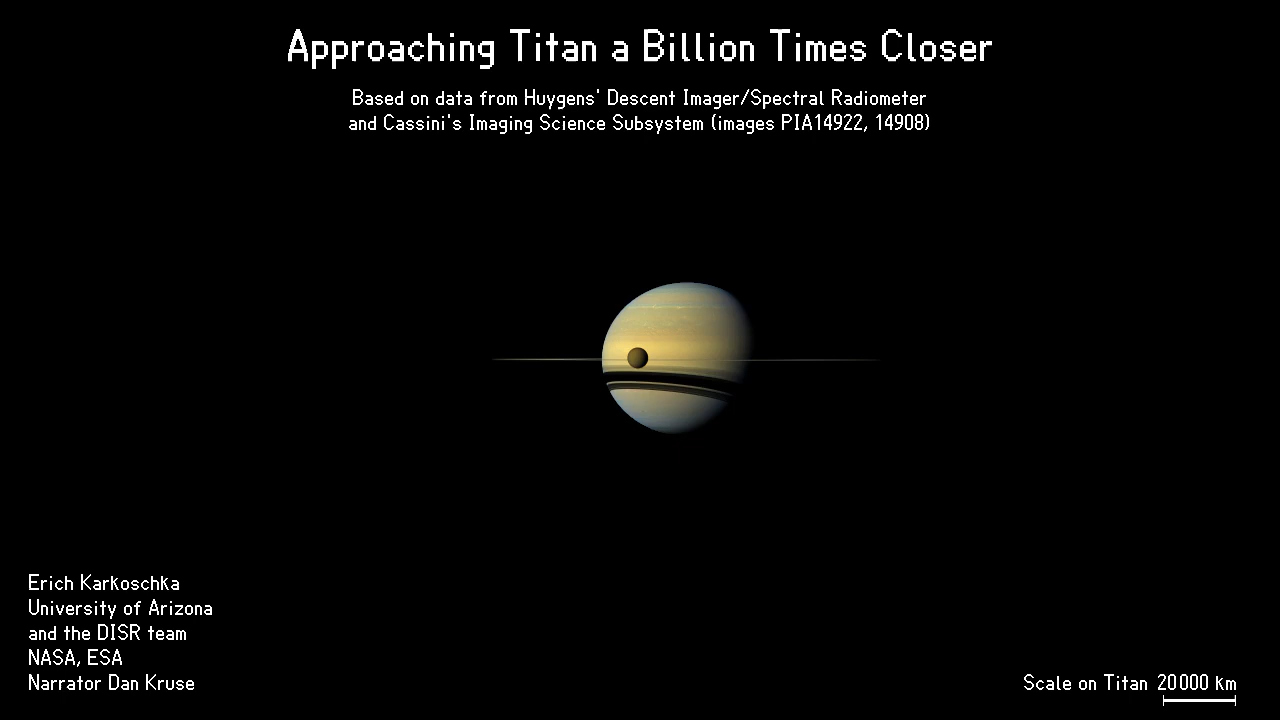 Approaching Titan a Billion Times Closer
Based on data from Huygens' Descent Imager/Spectral Radiometer
and Cassini's Imaging Science Subsystem (images PIA14922, 14908)
Erich Karkoschka
University of Arizona
and the DISR team
NASA, ESA
Narrator Dan Kruse
Scale on Titan 20000 km